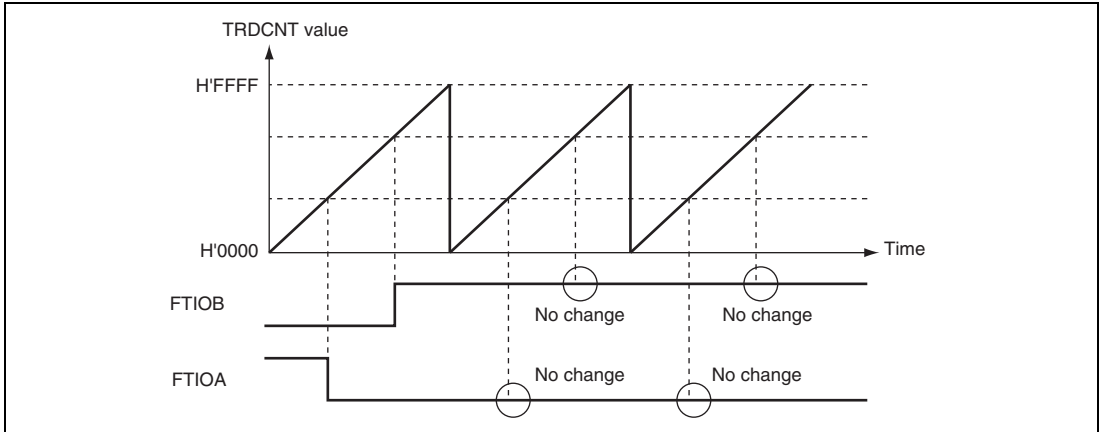 TRDCNT value
H'FFFF
H'0000
Time
FTIOB
No change
No change
FTIOA
No change
No change